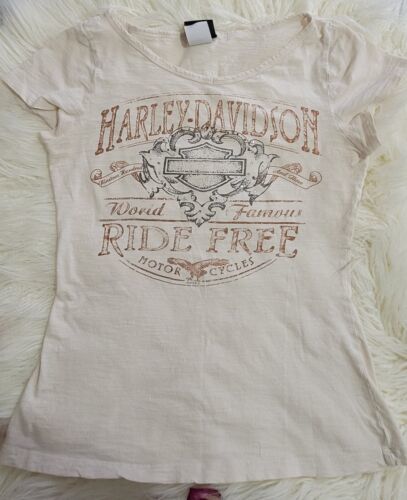 HARLEY-DAVIDSON
World Famous
RIDE FREE
MOTOR CYCLES